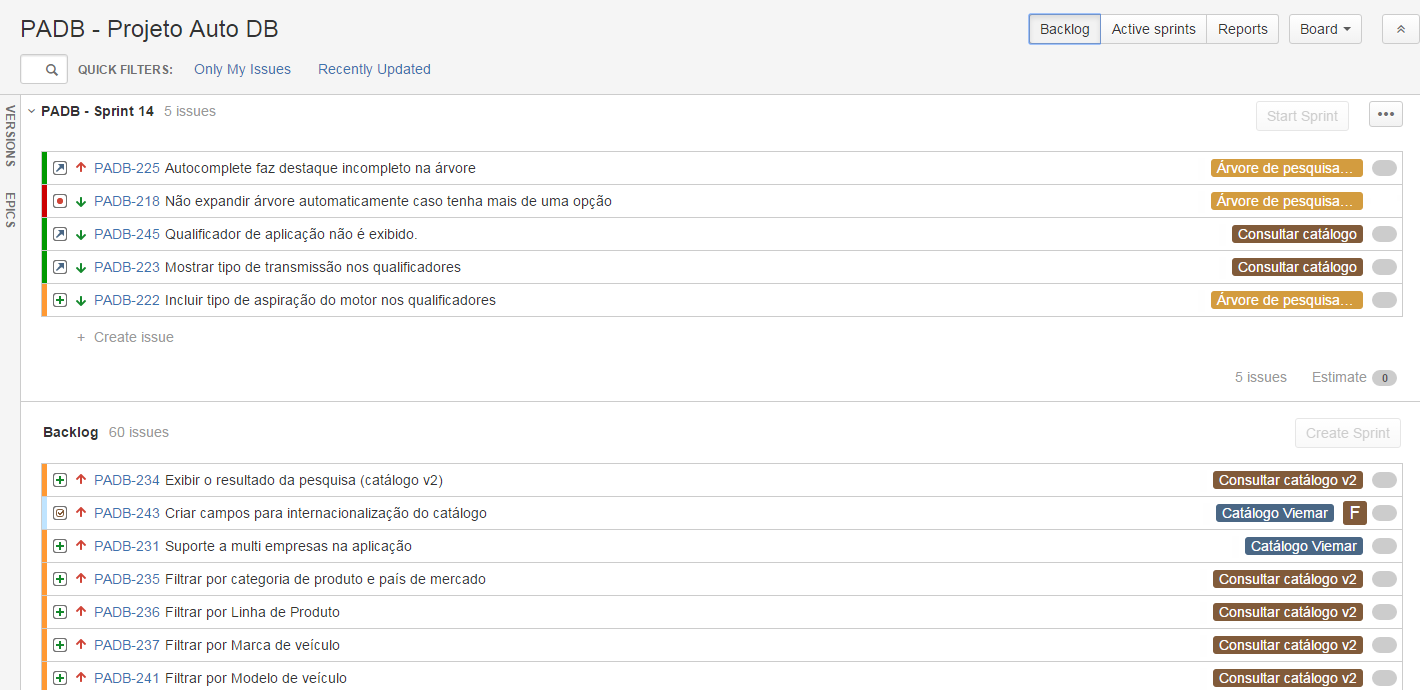 PADB - Projeto Auto DB
Backlog Active sprints Reports Board
QUICK FILTERS: Only My Issues Recently Updated
VERSIONS
EPICS
PADB - Sprint 14 5 issues Start Sprint
PADB-225 Autocomplete faz destaque incompleto na árvore Árvore de pesquisa…
PADB-218 Não expandir árvore automaticamente caso tenha mais de uma opção Árvore de pesquisa…
PADB-245 Qualificador de aplicação não é exibido. Consultar catálogo
PADB-223 Mostrar tipo de transmissão nos qualificadores Consultar catálogo
PADB-222 Incluir tipo de aspiração do motor nos qualificadores Árvore de pesquisa…
+ Create issue
5 issues Estimate 0
Backlog 60 issues Create Sprint
PADB-234 Exibir o resultado da pesquisa (catálogo v2) Consultar catálogo v2
PADB-243 Criar campos para internacionalização do catálogo Catálogo Viemar F
PADB-231 Suporte a multi empresas na aplicação Catálogo Viemar
PADB-235 Filtrar por categoria de produto e país de mercado Consultar catálogo v2
PADB-236 Filtrar por Linha de Produto Consultar catálogo v2
PADB-237 Filtrar por Marca de veículo Consultar catálogo v2
PADB-241 Filtrar por Modelo de veículo Consultar catálogo v2